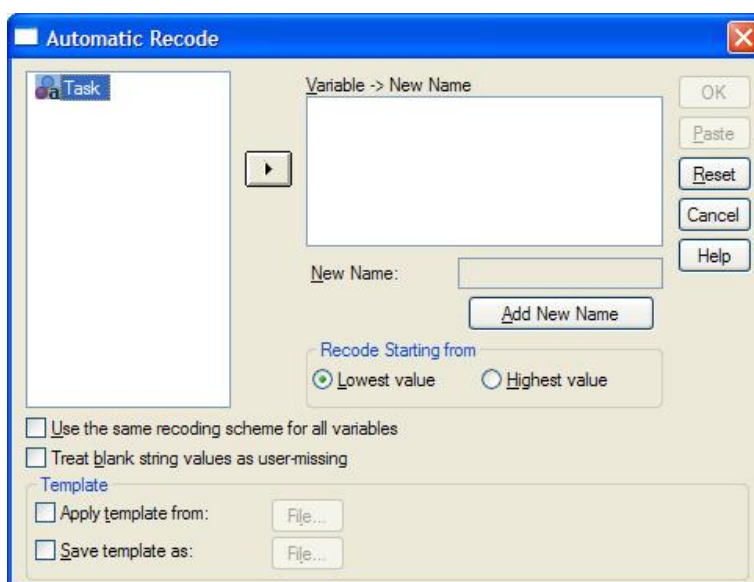 Automatic Recode
Task
Variable -> New Name
OK
Paste
Reset
Cancel
Help
New Name:
Add New Name
Recode Starting from
Lowest value Highest value
Use the same recoding scheme for all variables
Treat blank string values as user-missing
Template
Apply template from: File...
Save template as: File...